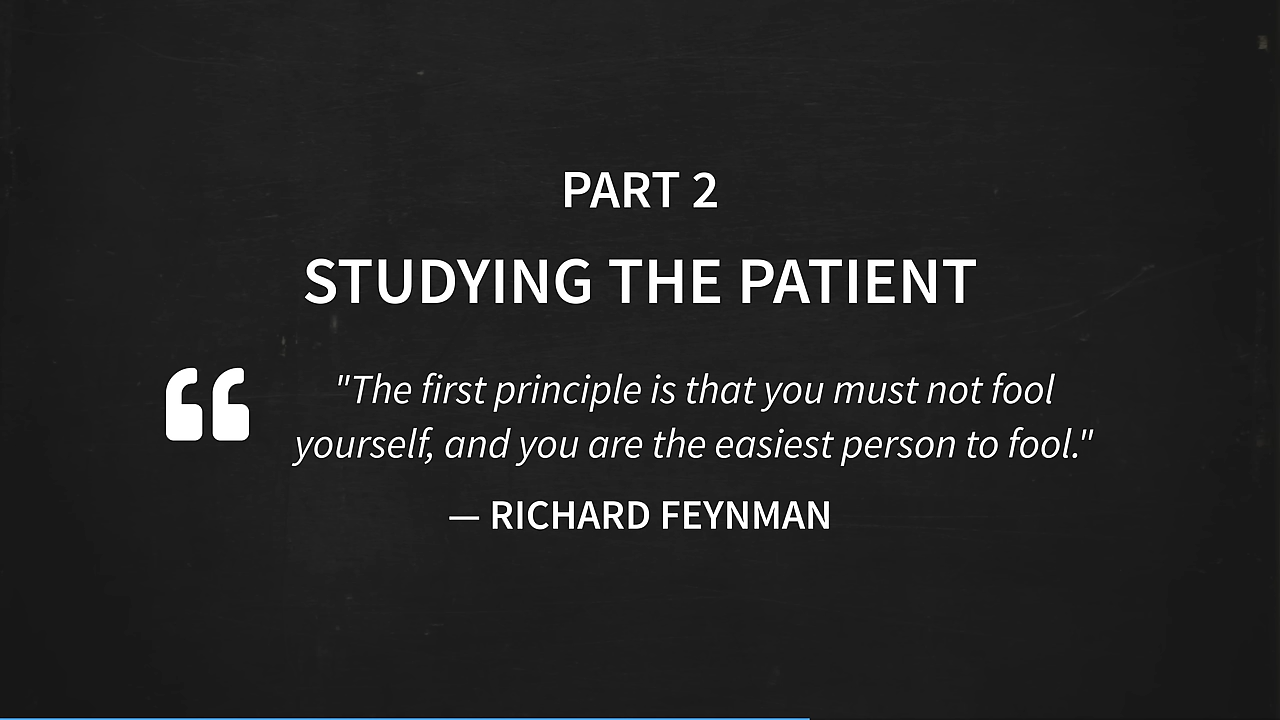 PART 2
STUDYING THE PATIENT
"The first principle is that you must not fool
yourself, and you are the easiest person to fool."
— RICHARD FEYNMAN